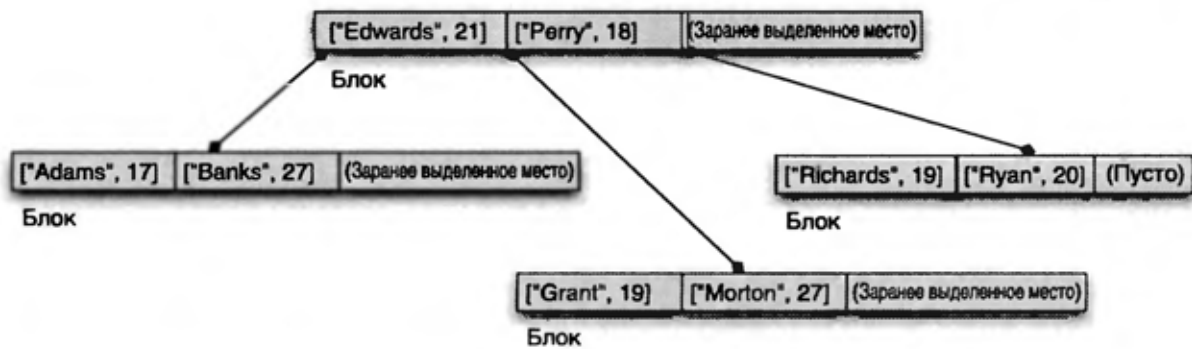 ["Edwards", 21] ["Perry", 18] (Заранее выделенное место)
Блок
["Adams", 17] ["Banks", 27] (Заранее выделенное место)
Блок
["Richards", 19] ["Ryan", 20] (Пусто)
Блок
["Grant", 19] ["Morton", 27] (Заранее выделенное место)
Блок